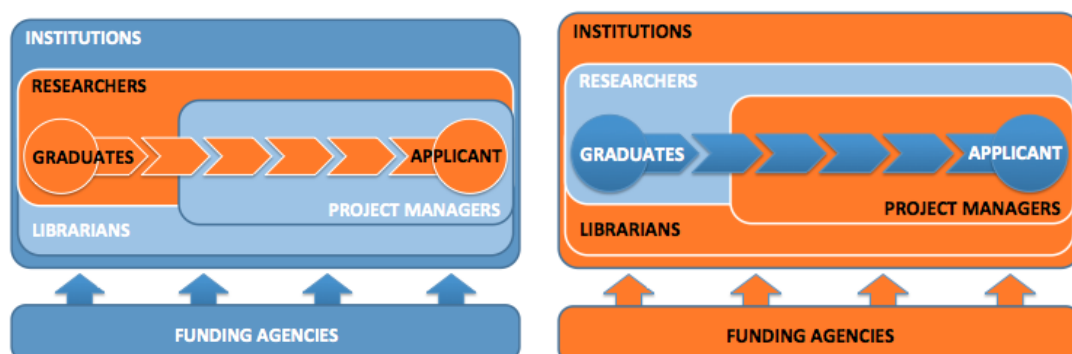 INSTITUTIONS
RESEARCHERS
GRADUATES
APPLICANT
PROJECT MANAGERS
LIBRARIANS
FUNDING AGENCIES
INSTITUTIONS
RESEARCHERS
GRADUATES
APPLICANT
PROJECT MANAGERS
LIBRARIANS
FUNDING AGENCIES